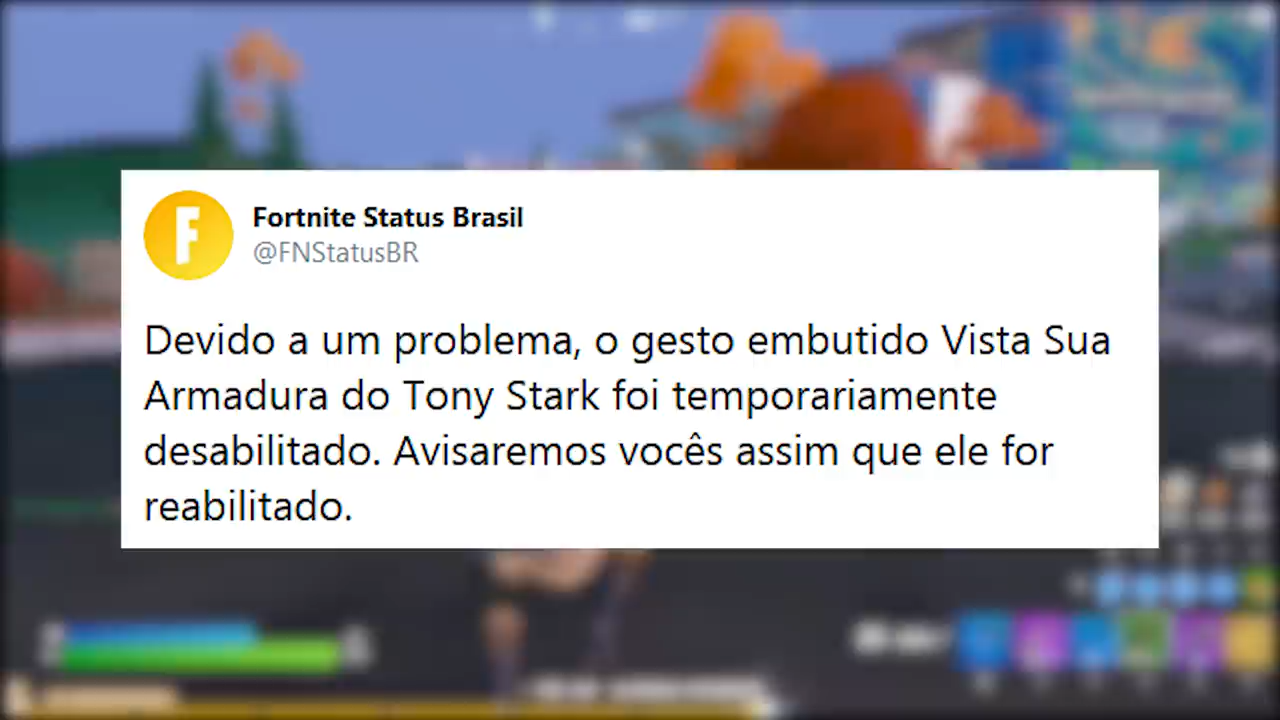 F
Fortnite Status Brasil
@FNStatusBR
Devido a um problema, o gesto embutido Vista Sua
Armadura do Tony Stark foi temporariamente
desabilitado. Avisaremos vocês assim que ele for
reabilitado.